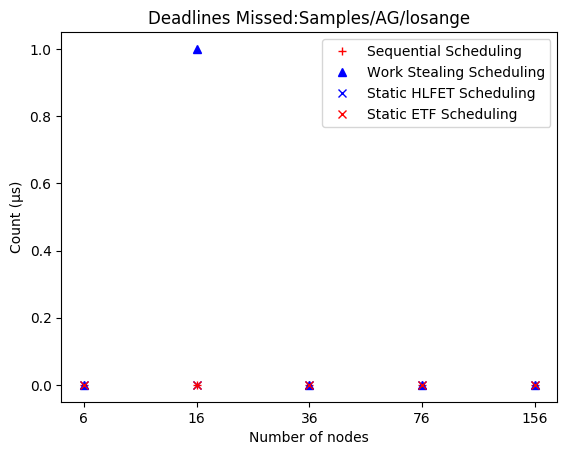 Deadlines Missed:Samples/AG/losange
Sequential Scheduling
Work Stealing Scheduling
Static HLFET Scheduling
Static ETF Scheduling
Count (µs)
1.0
0.8
0.6
0.4
0.2
0.0
6 16 36 76 156
Number of nodes